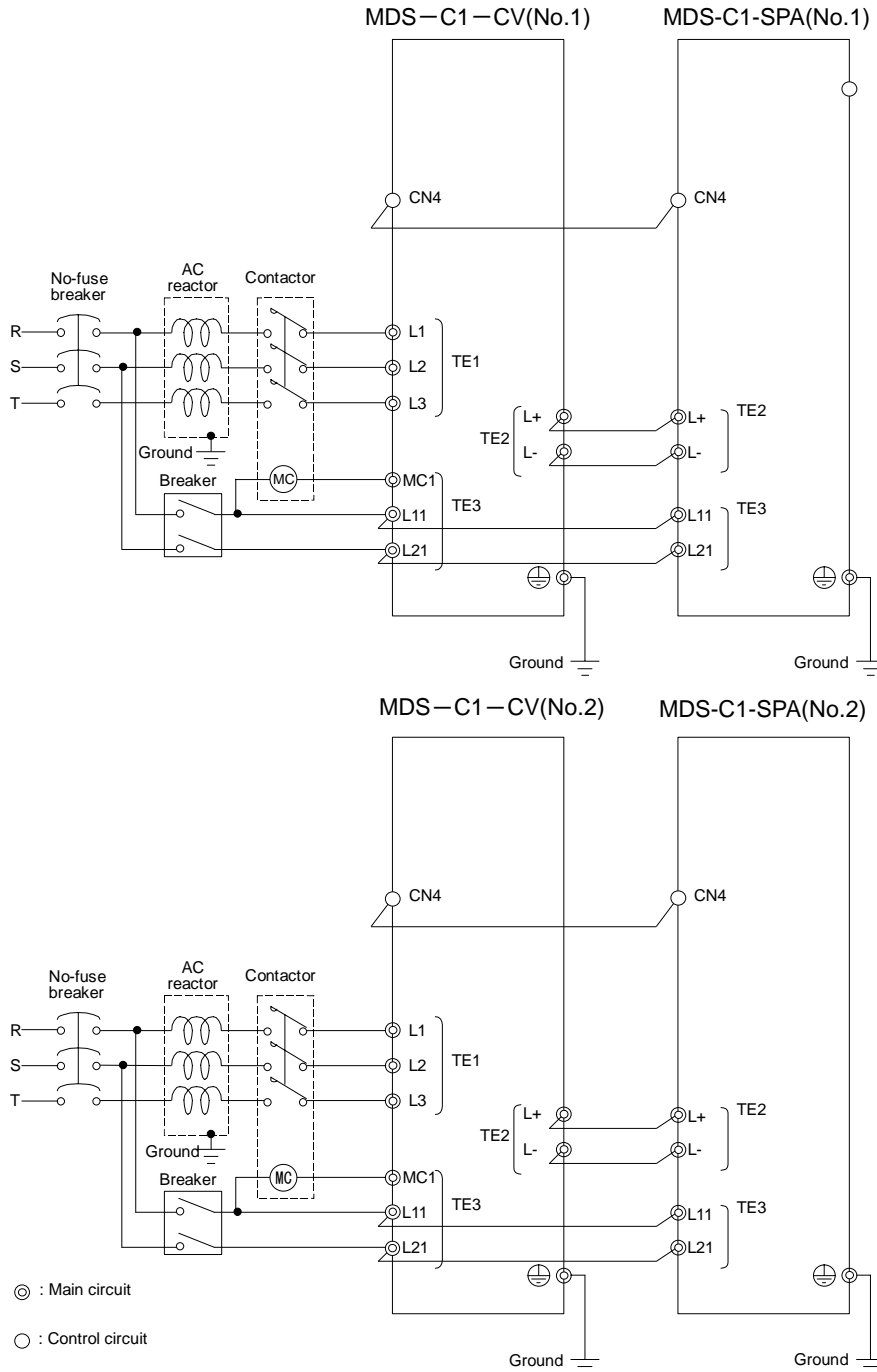 MDS－C1－CV(No.1) MDS-C1-SPA(No.1)
CN4 CN4
No-fuse
breaker
AC
reactor
Contactor
R
S
T
L1
L2
L3
TE1
L+
L-
TE2
L+
L-
TE2
Ground
Breaker
MC
MC1
L11
L21
TE3
L11
L21
TE3
Ground Ground
MDS－C1－CV(No.2) MDS-C1-SPA(No.2)
CN4 CN4
No-fuse
breaker
AC
reactor
Contactor
R
S
T
L1
L2
L3
TE1
L+
L-
TE2
L+
L-
TE2
Ground
Breaker
MC
MC1
L11
L21
TE3
L11
L21
TE3
: Main circuit
: Control circuit
Ground Ground